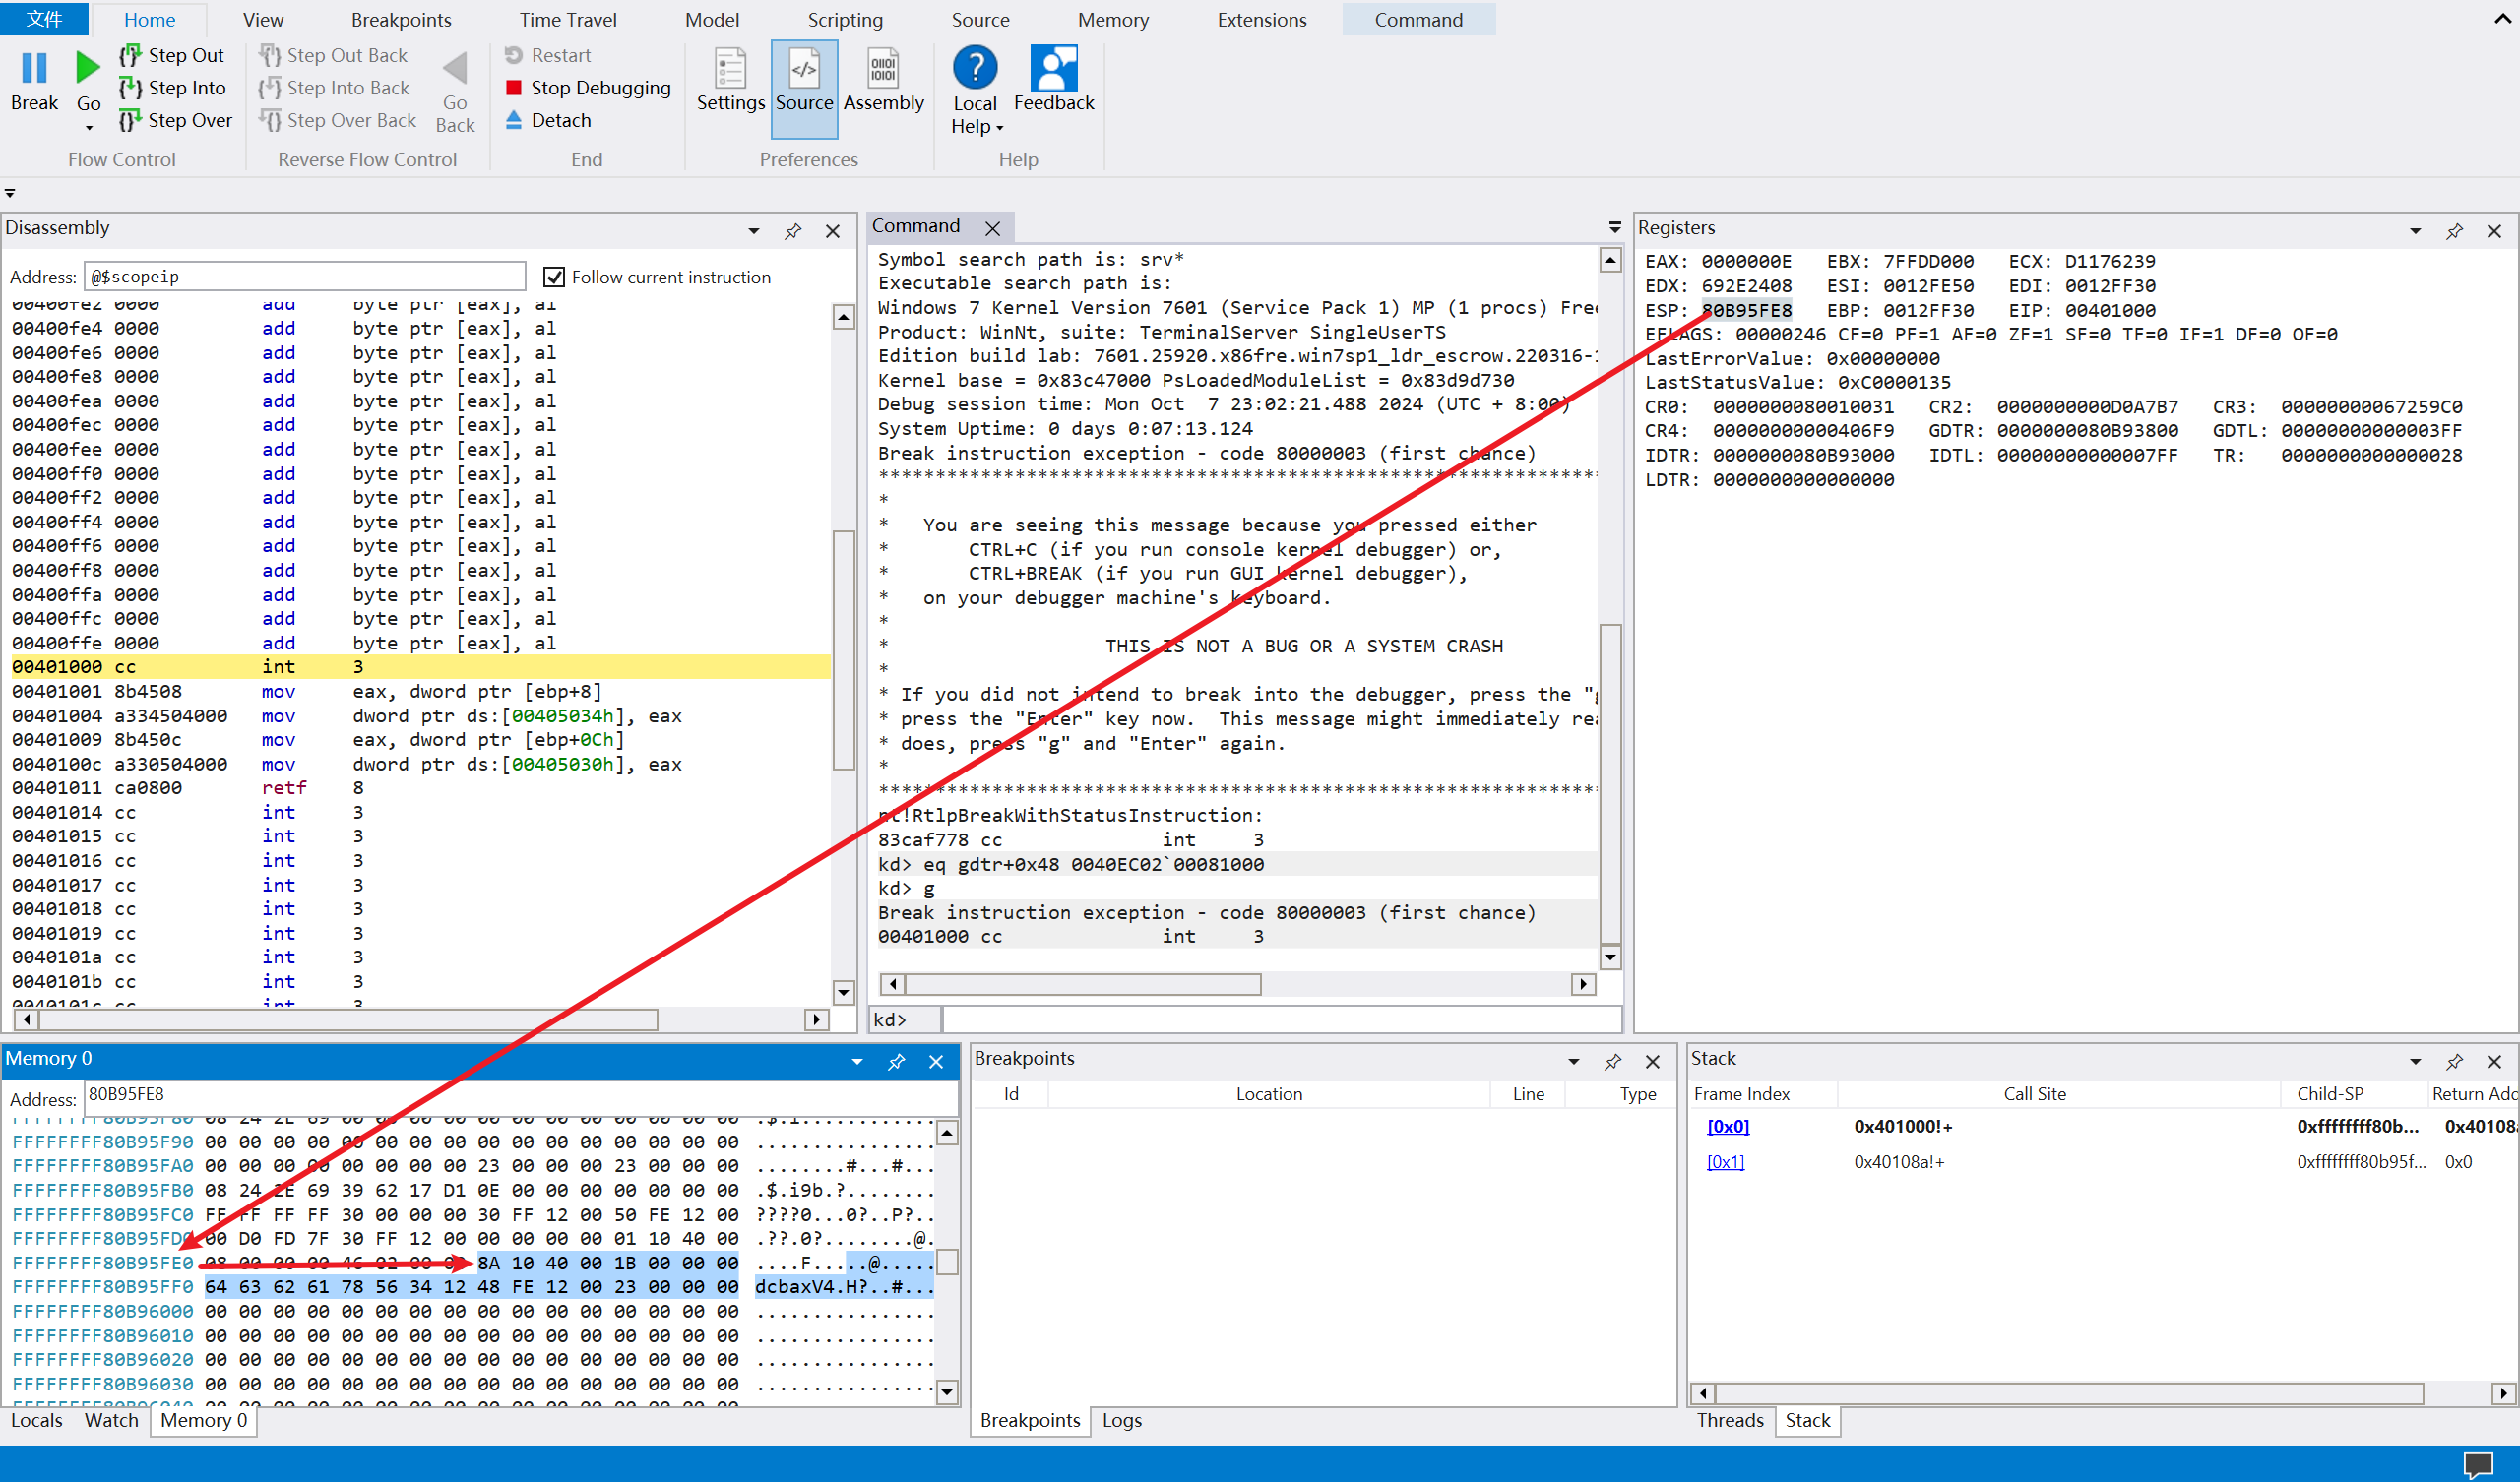 文件 Home View Breakpoints Time Travel Model Scripting Source Memory Extensions Command
Break Go Step Out Step Into Step Over
Flow Control
Step Out Back Step Into Back Step Over Back Go Back
Reverse Flow Control
Restart Stop Debugging Detach
End
Settings Source Assembly
Preferences
Local Help Feedback
Help
Disassembly
Address: @$scopeip Follow current instruction
00400fe2 0000 add byte ptr [eax], al
00400fe4 0000 add byte ptr [eax], al
00400fe6 0000 add byte ptr [eax], al
00400fe8 0000 add byte ptr [eax], al
00400fea 0000 add byte ptr [eax], al
00400fec 0000 add byte ptr [eax], al
00400fee 0000 add byte ptr [eax], al
00400ff0 0000 add byte ptr [eax], al
00400ff2 0000 add byte ptr [eax], al
00400ff4 0000 add byte ptr [eax], al
00400ff6 0000 add byte ptr [eax], al
00400ff8 0000 add byte ptr [eax], al
00400ffa 0000 add byte ptr [eax], al
00400ffc 0000 add byte ptr [eax], al
00400ffe 0000 add byte ptr [eax], al
00401000 cc int 3
00401001 8b4508 mov eax, dword ptr [ebp+8]
00401004 a334504000 mov dword ptr ds:[00405034h], eax
00401009 8b450c mov eax, dword ptr [ebp+0Ch]
0040100c a330504000 mov dword ptr ds:[00405030h], eax
00401011 ca0800 retf 8
00401014 cc int 3
00401015 cc int 3
00401016 cc int 3
00401017 cc int 3
00401018 cc int 3
00401019 cc int 3
0040101a cc int 3
0040101b cc int 3
0040101c cc int 3
Command
Symbol search path is: srv*
Executable search path is:
Windows 7 Kernel Version 7601 (Service Pack 1) MP (1 procs) Fre
Product: WinNt, suite: TerminalServer SingleUserTS
Edition build lab: 7601.25920.x86fre.win7sp1_ldr_escrow.220316-
Kernel base = 0x83c47000 PsLoadedModuleList = 0x83d9d730
Debug session time: Mon Oct  7 23:02:21.488 2024 (UTC + 8:00)
System Uptime: 0 days 0:07:13.124
Break instruction exception - code 80000003 (first chance)
*******************************************************************
*
*   You are seeing this message because you pressed either
*       CTRL+C (if you run console kernel debugger) or,
*       CTRL+BREAK (if you run GUI kernel debugger),
*   on your debugger machine's keyboard.
*
*                   THIS IS NOT A BUG OR A SYSTEM CRASH
*
* If you did not intend to break into the debugger, press the "g
* press the "Enter" key now.  This message might immediately rea
* does, press "g" and "Enter" again.
*
*******************************************************************
nt!RtlpBreakWithStatusInstruction:
83caf778 cc int 3
kd> eq gdtr+0x48 0040EC02`00081000
kd> g
Break instruction exception - code 80000003 (first chance)
00401000 cc int 3
kd>
Registers
EAX: 0000000E EBX: 7FFDD000 ECX: D1176239
EDX: 692E2408 ESI: 0012FE50 EDI: 0012FF30
ESP: 80B95FE8 EBP: 0012FF30 EIP: 00401000
EFLAGS: 00000246 CF=0 PF=1 AF=0 ZF=1 SF=0 TF=0 IF=1 DF=0 OF=0
LastErrorValue: 0x00000000
LastStatusValue: 0xC0000135
CR0: 0000000080010031 CR2: 0000000000D0A7B7 CR3: 00000000067259C0
CR4: 00000000000406F9 GDTR: 0000000080B93800 GDTL: 00000000000003FF
IDTR: 0000000080B93000 IDTL: 00000000000007FF TR: 0000000000000028
LDTR: 0000000000000000
Memory 0
Address: 80B95FE8
FFFFFFFF80B95F80 08 24 2E 69 00 00 00 00 00 00 00 00 00 00 00 00 .$.i............
FFFFFFFF80B95F90 00 00 00 00 00 00 00 00 00 00 00 00 00 00 00 00 ................
FFFFFFFF80B95FA0 00 00 00 00 00 00 00 00 23 00 00 00 23 00 00 00 ........#...#...
FFFFFFFF80B95FB0 08 24 2E 69 39 62 17 D1 0E 00 00 00 00 00 00 00 .$.i9b.?........
FFFFFFFF80B95FC0 FF FF FF FF 30 00 00 00 30 FF 12 00 50 FE 12 00 ????0...0?..P?..
FFFFFFFF80B95FD0 00 D0 FD 7F 30 FF 12 00 00 00 00 00 01 10 40 00 .??.0?........@.
FFFFFFFF80B95FE0 08 00 00 00 46 02 00 00 8A 10 40 00 1B 00 00 00 ....F.....@.....
FFFFFFFF80B95FF0 64 63 62 61 78 56 34 12 48 FE 12 00 23 00 00 00 dcbaxV4.H?..#...
FFFFFFFF80B96000 00 00 00 00 00 00 00 00 00 00 00 00 00 00 00 00 ................
FFFFFFFF80B96010 00 00 00 00 00 00 00 00 00 00 00 00 00 00 00 00 ................
FFFFFFFF80B96020 00 00 00 00 00 00 00 00 00 00 00 00 00 00 00 00 ................
FFFFFFFF80B96030 00 00 00 00 00 00 00 00 00 00 00 00 00 00 00 00 ................
Locals Watch Memory 0
Breakpoints
Id Location Line Type
Breakpoints Logs
Stack
Frame Index Call Site Child-SP Return Add
[0x0] 0x401000!+ 0xffffffff80b... 0x40108a
[0x1] 0x40108a!+ 0xffffffff80b95f... 0x0
Threads Stack